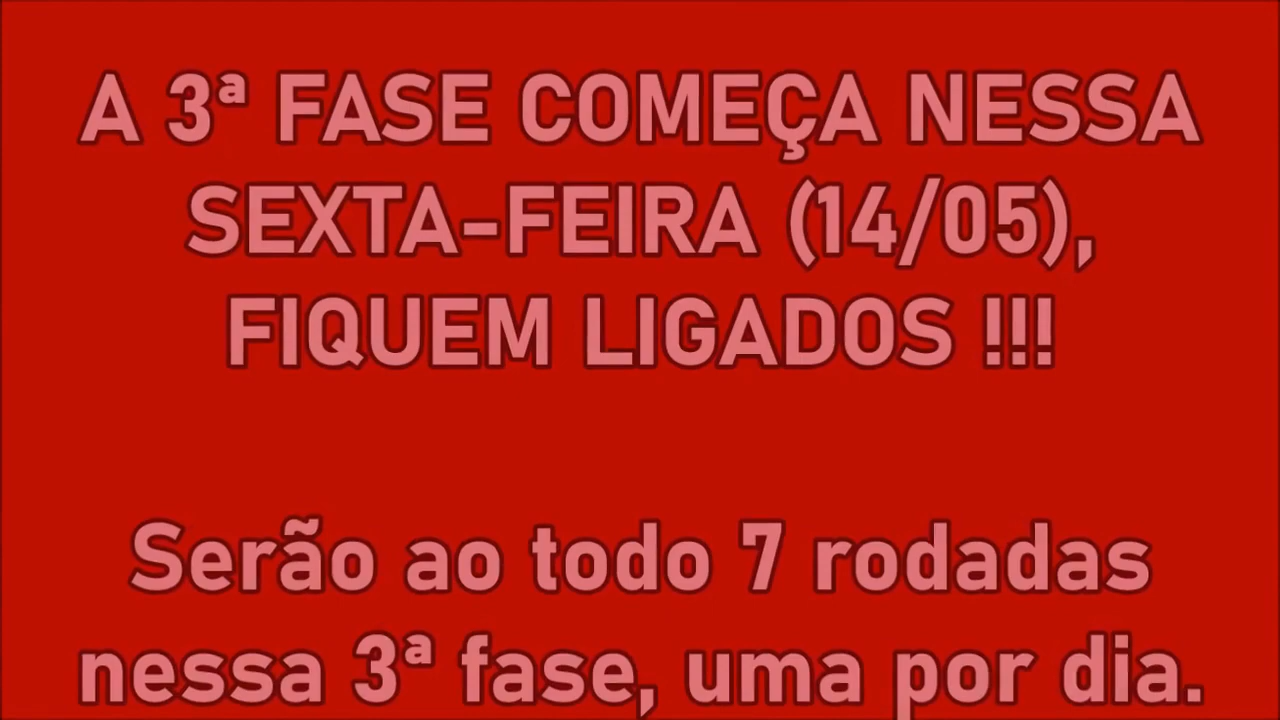 A 3ª FASE COMEÇA NESSA
SEXTA-FEIRA (14/05),
FIQUEM LIGADOS !!!
Serão ao todo 7 rodadas
nessa 3ª fase, uma por dia.